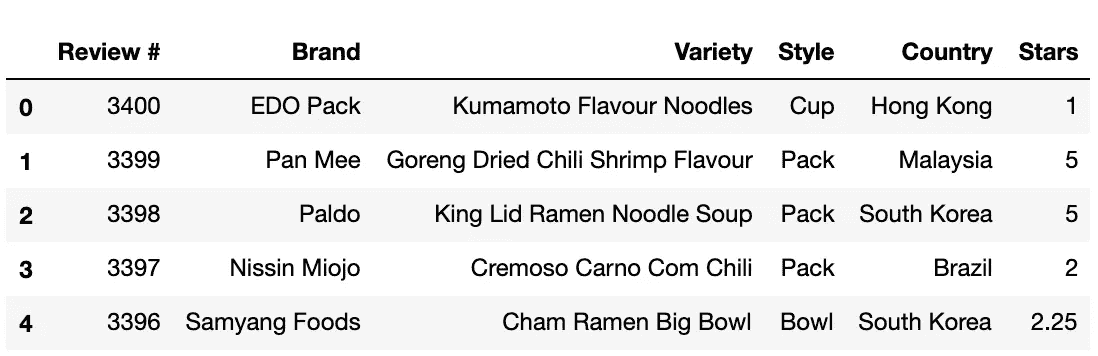 Review # Brand Variety Style Country Stars
0 3400 EDO Pack Kumamoto Flavour Noodles Cup Hong Kong 1
1 3399 Pan Mee Goreng Dried Chili Shrimp Flavour Pack Malaysia 5
2 3398 Paldo King Lid Ramen Noodle Soup Pack South Korea 5
3 3397 Nissin Miojo Cremoso Carno Com Chili Pack Brazil 2
4 3396 Samyang Foods Cham Ramen Big Bowl Bowl South Korea 2.25